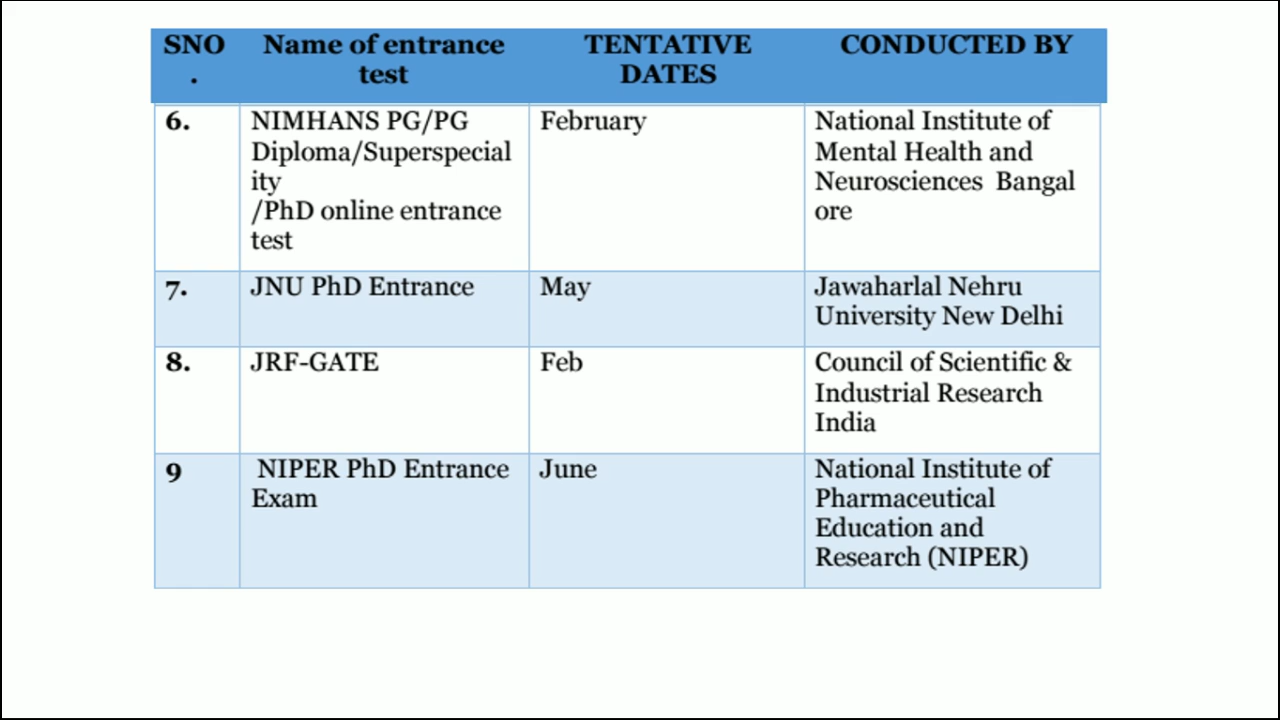 SNO Name of entrance TENTATIVE CONDUCTED BY
. test DATES
6. NIMHANS PG/PG February National Institute of
Diploma/Superspecial Mental Health and
ity Neurosciences Bangal
/PhD online entrance ore
test
7. JNU PhD Entrance May Jawaharlal Nehru
University New Delhi
8. JRF-GATE Feb Council of Scientific &
Industrial Research
India
9 NIPER PhD Entrance June National Institute of
Exam Pharmaceutical
Education and
Research (NIPER)